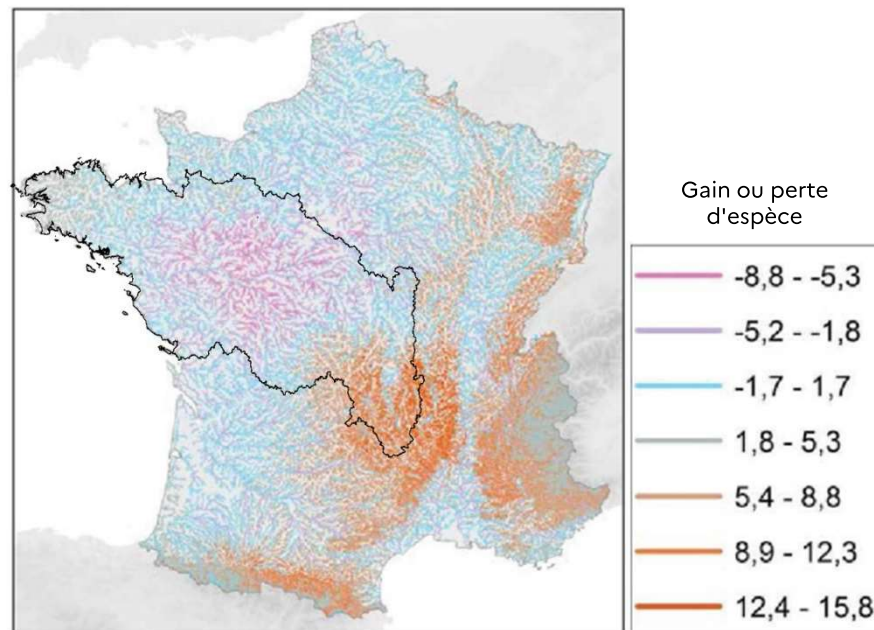 Gain ou perte
d'espèce
-8,8 - -5,3
-5,2 - -1,8
-1,7 - 1,7
1,8 - 5,3
5,4 - 8,8
8,9 - 12,3
12,4 - 15,8